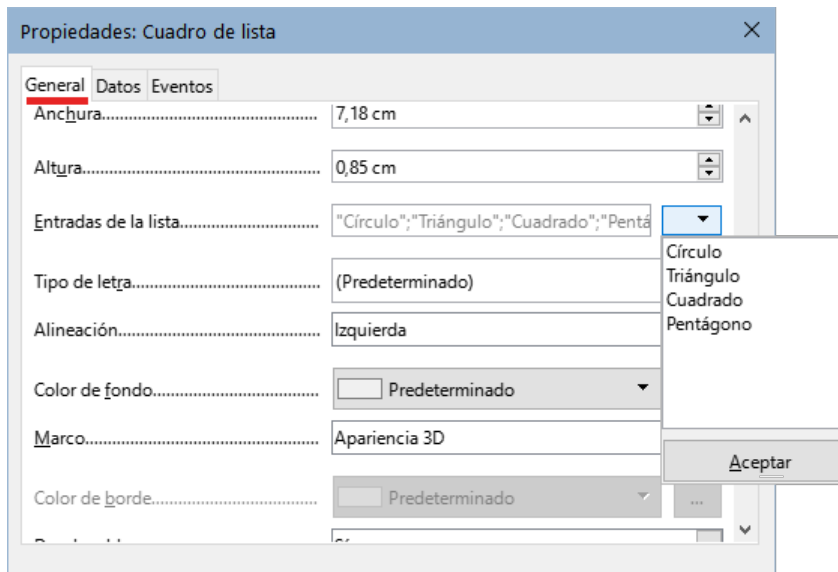 Propiedades: Cuadro de lista
General Datos Eventos
Anchura................................................ 7,18 cm
Altura.................................................... 0,85 cm
Entradas de la lista............................ "Círculo";"Triángulo";"Cuadrado";"Pentá
Círculo
Triángulo
Cuadrado
Pentágono
Tipo de letra........................................ (Predeterminado)
Alineación............................................ Izquierda
Color de fondo................................... Predeterminado
Marco.................................................... Apariencia 3D
Aceptar
Color de borde................................... Predeterminado ...